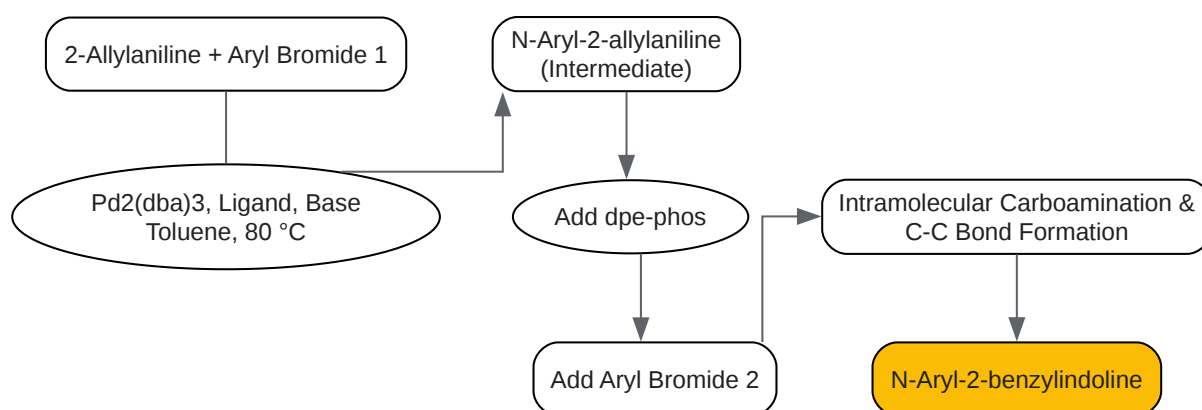 2-Allylaniline + Aryl Bromide 1
Pd2(dba)3, Ligand, Base
Toluene, 80 °C
N-Aryl-2-allylaniline
(Intermediate)
Add dpe-phos
Add Aryl Bromide 2
Intramolecular Carboamination &
C-C Bond Formation
N-Aryl-2-benzylindoline